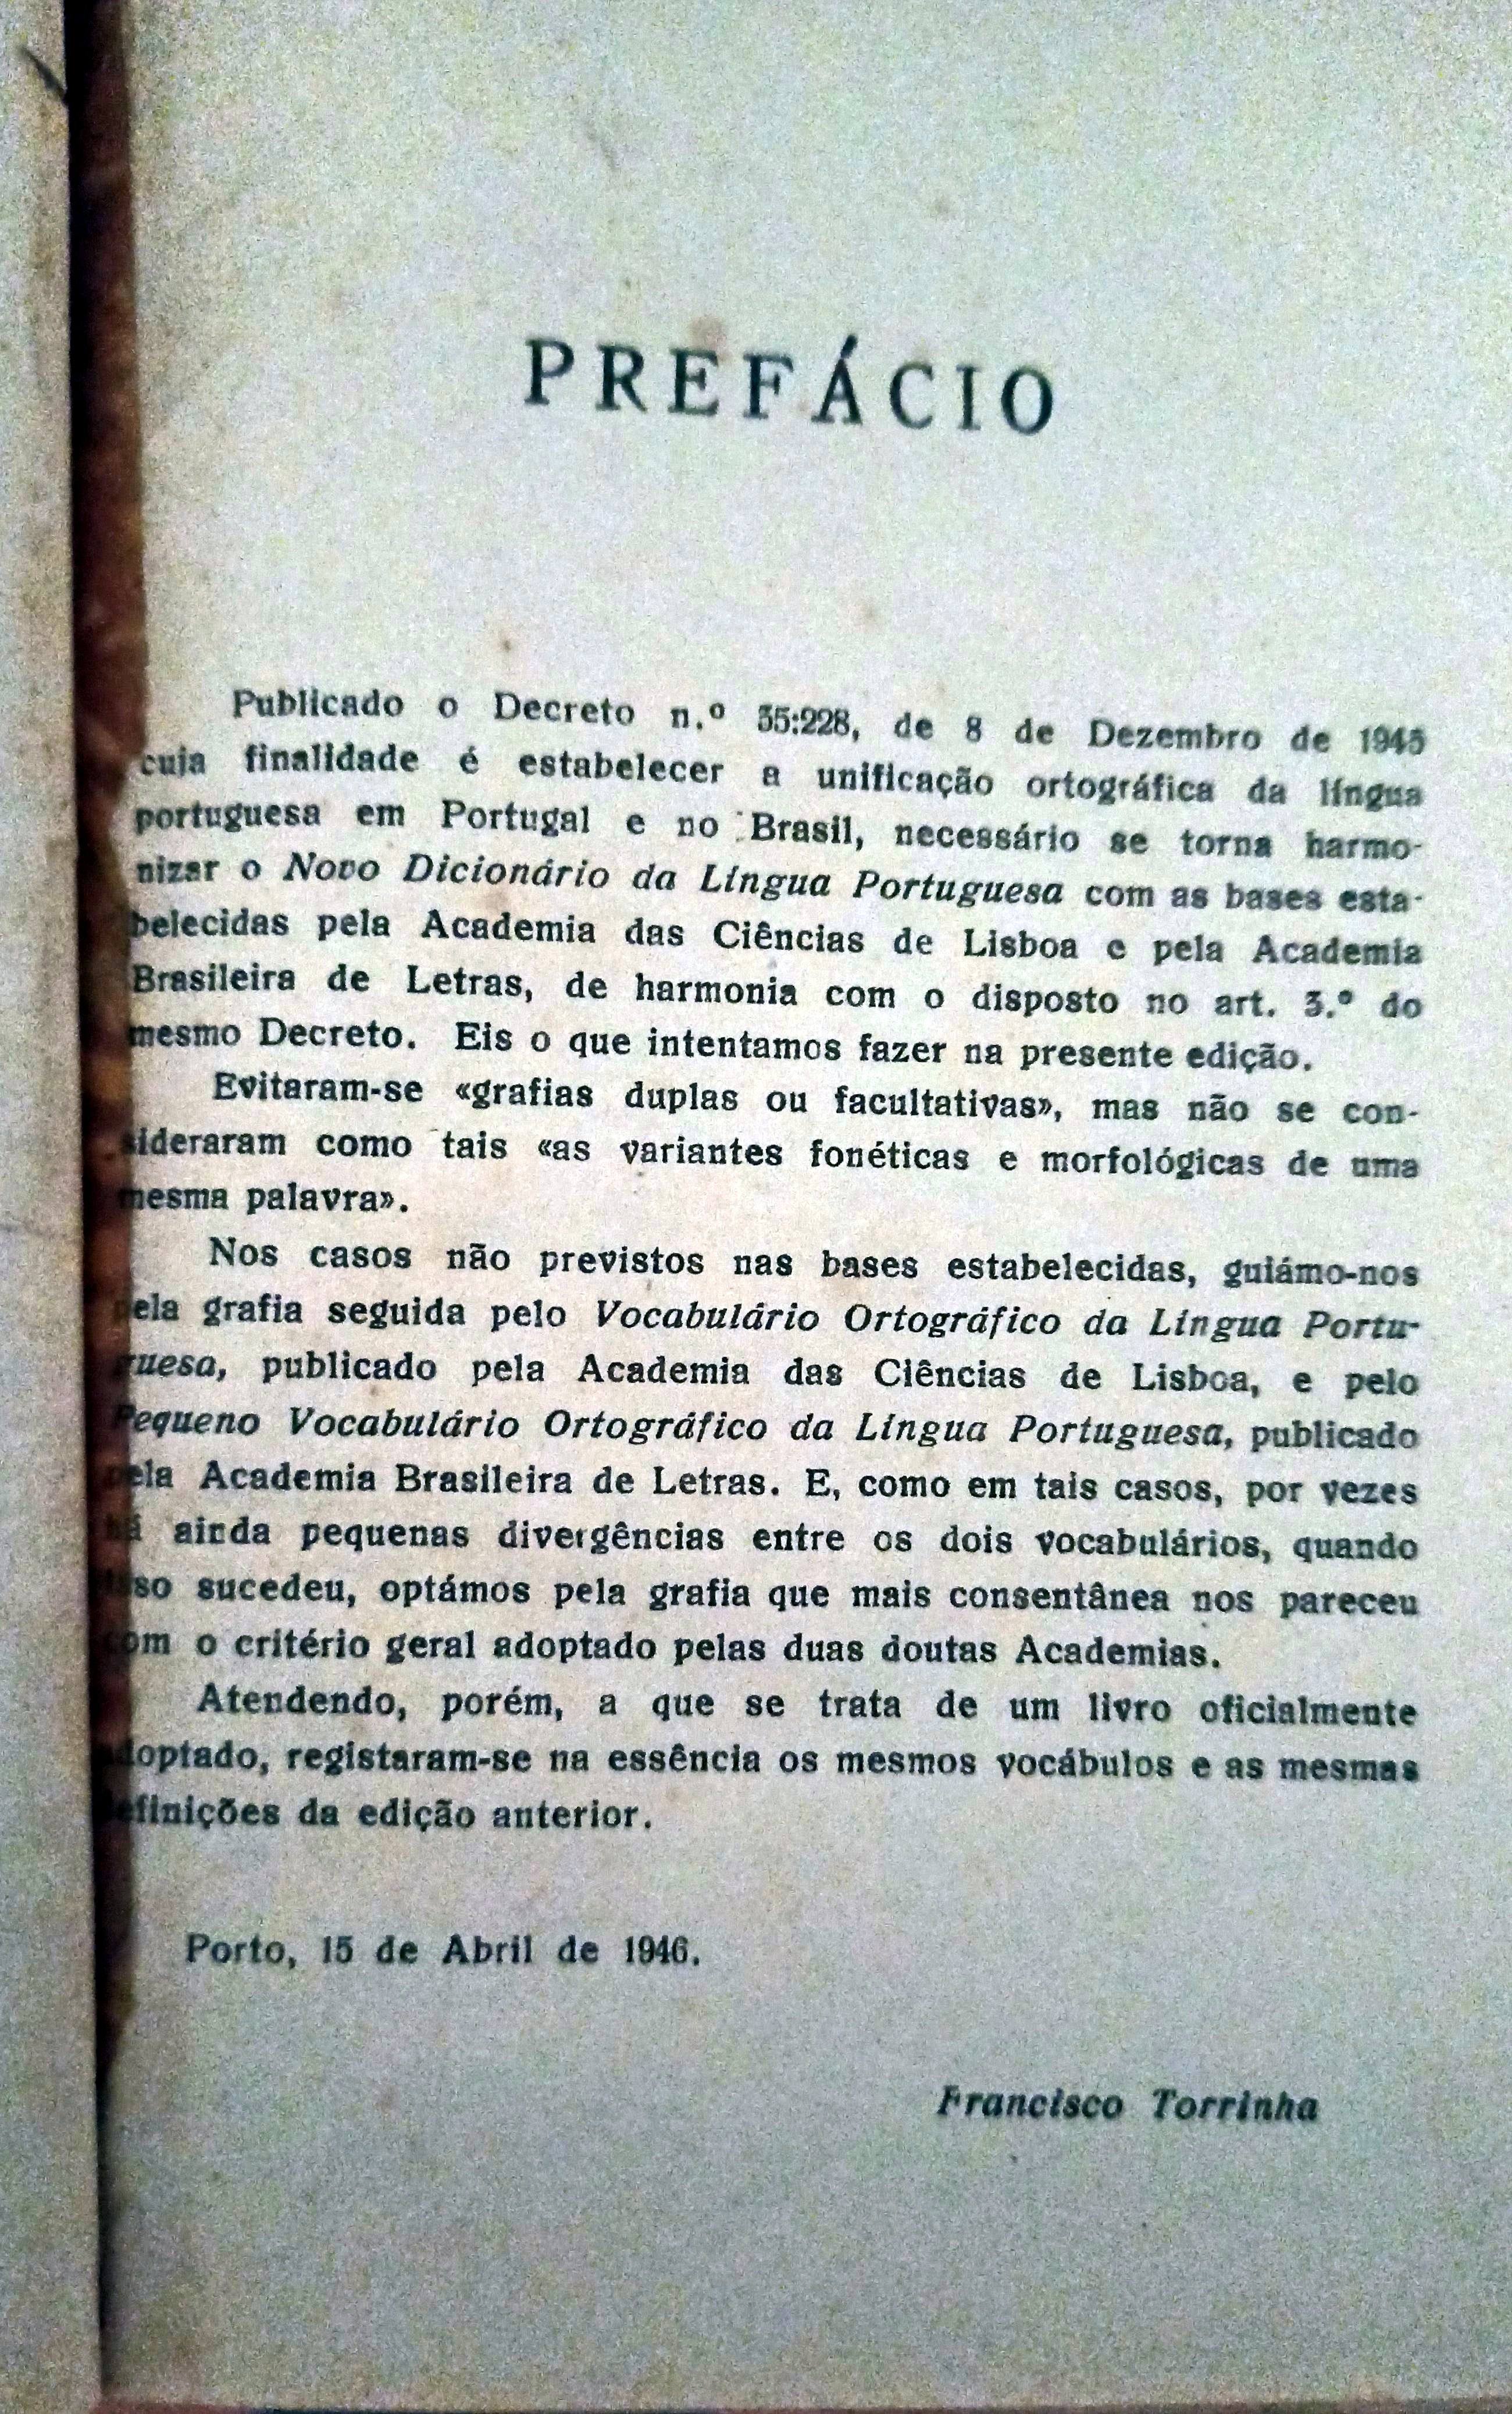 PREFÁCIO
Publicado o Decreto n.º 35:228, de 8 de Dezembro de 1945
cuja finalidade é estabelecer a unificação ortográfica da língua
portuguesa em Portugal e no Brasil, necessário se torna harmo-
nizar o Novo Dicionário da Língua Portuguesa com as bases esta-
belecidas pela Academia das Ciências de Lisboa e pela Academia
Brasileira de Letras, de harmonia com o disposto no art. 3.º do
mesmo Decreto. Eis o que intentamos fazer na presente edição.
Evitaram-se «grafias duplas ou facultativas», mas não se con-
sideraram como tais «as variantes fonéticas e morfológicas de uma
mesma palavra».
Nos casos não previstos nas bases estabelecidas, guiámo-nos
pela grafia seguida pelo Vocabulário Ortográfico da Língua Portu-
guesa, publicado pela Academia das Ciências de Lisboa, e pelo
Pequeno Vocabulário Ortográfico da Língua Portuguesa, publicado
pela Academia Brasileira de Letras. E, como em tais casos, por vezes
há ainda pequenas divergências entre os dois vocabulários, quando
isso sucedeu, optámos pela grafia que mais consentânea nos pareceu
com o critério geral adoptado pelas duas doutas Academias.
Atendendo, porém, a que se trata de um livro oficialmente
adoptado, registaram-se na essência os mesmos vocábulos e as mesmas
definições da edição anterior.
Porto, 15 de Abril de 1946.
Francisco Torrinha